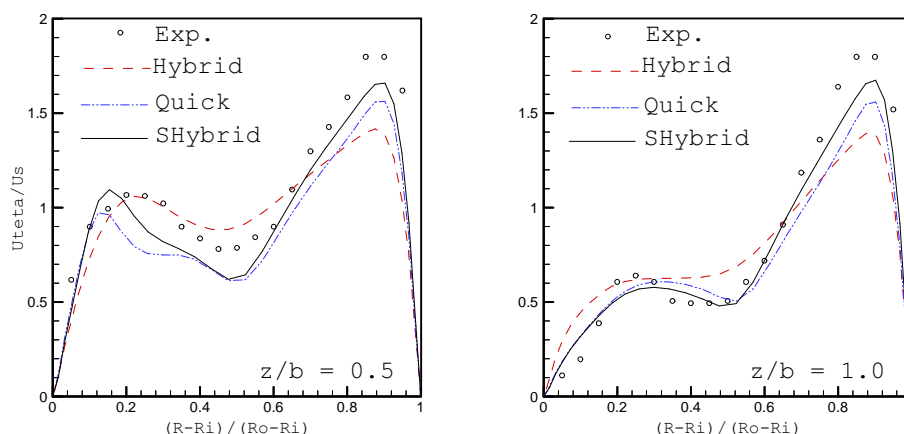 2
Exp.
Hybrid
Quick
SHybrid
1.5
1
0.5
0
Uteta/Us
z/b = 0.5
0 0.2 0.4 0.6 0.8 1
(R-Ri)/(Ro-Ri)
2
Exp.
Hybrid
Quick
SHybrid
1.5
1
0.5
0
z/b = 1.0
0 0.2 0.4 0.6 0.8
(R-Ri)/(Ro-Ri)